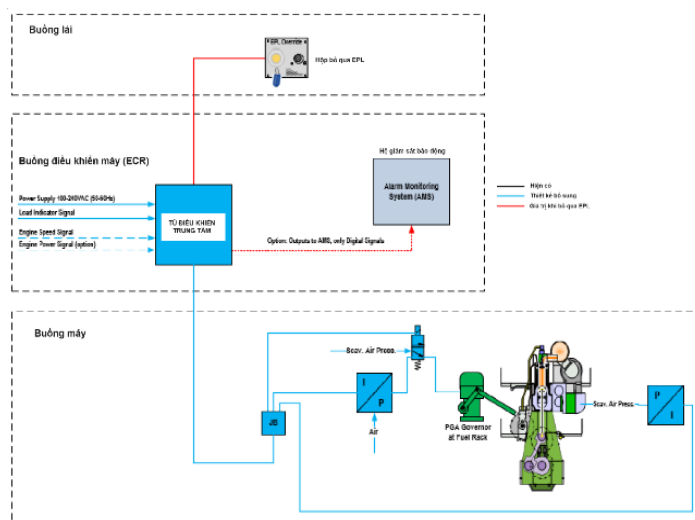 Buồng lái
EPL Override
Hộp bỏ qua EPL
Buồng điều khiển máy (ECR)
Hệ giám sát báo động
Alarm Monitoring
System (AMS)
Hiện có
Thiết kế bổ sung
Giá trị khi bỏ qua EPL
Power Supply 100-240VAC (50-60Hz)
Load Indicator Signal
Engine Speed Signal
Engine Power Signal (option)
TỦ ĐIỀU KHIỂN
TRUNG TÂM
Option: Outputs to AMS, only Digital Signals
Buồng máy
Scav. Air Press.
I
P
JB
Air
PGA Governor
at Fuel Rack
Scav. Air Press.
P
I